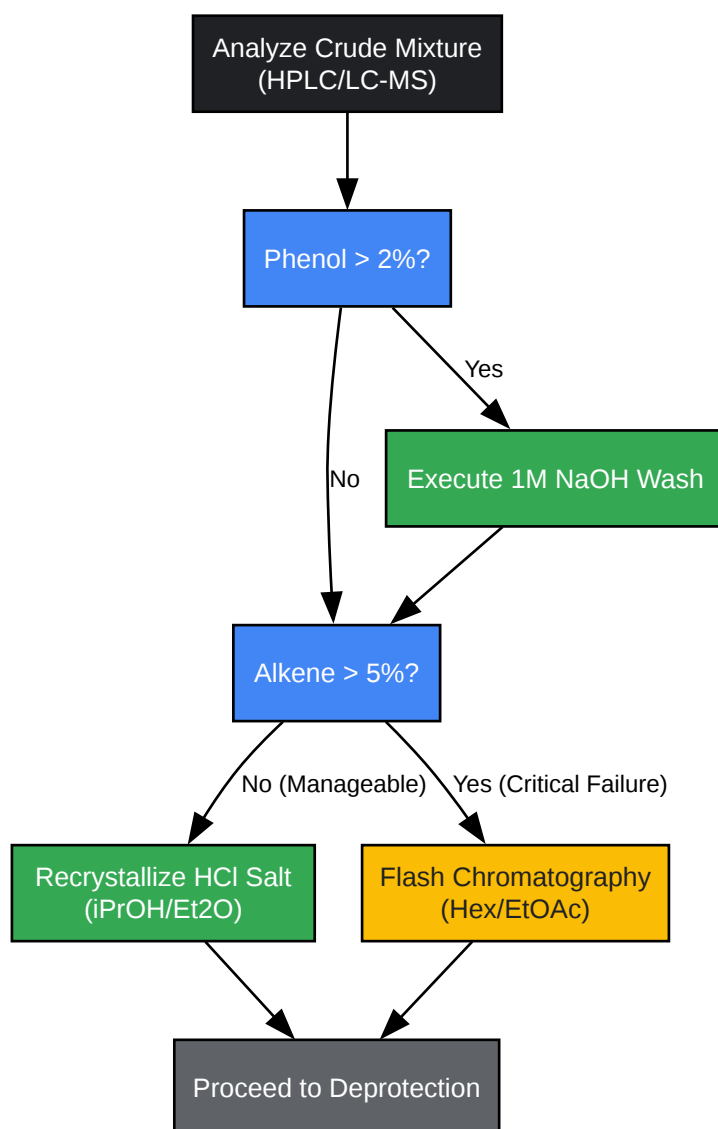 Analyze Crude Mixture
(HPLC/LC-MS)
Phenol > 2%?
Yes
No
Execute 1M NaOH Wash
Alkene > 5%?
No (Manageable)
Yes (Critical Failure)
Recrystallize HCl Salt
(iPrOH/Et2O)
Flash Chromatography
(Hex/EtOAc)
Proceed to Deprotection